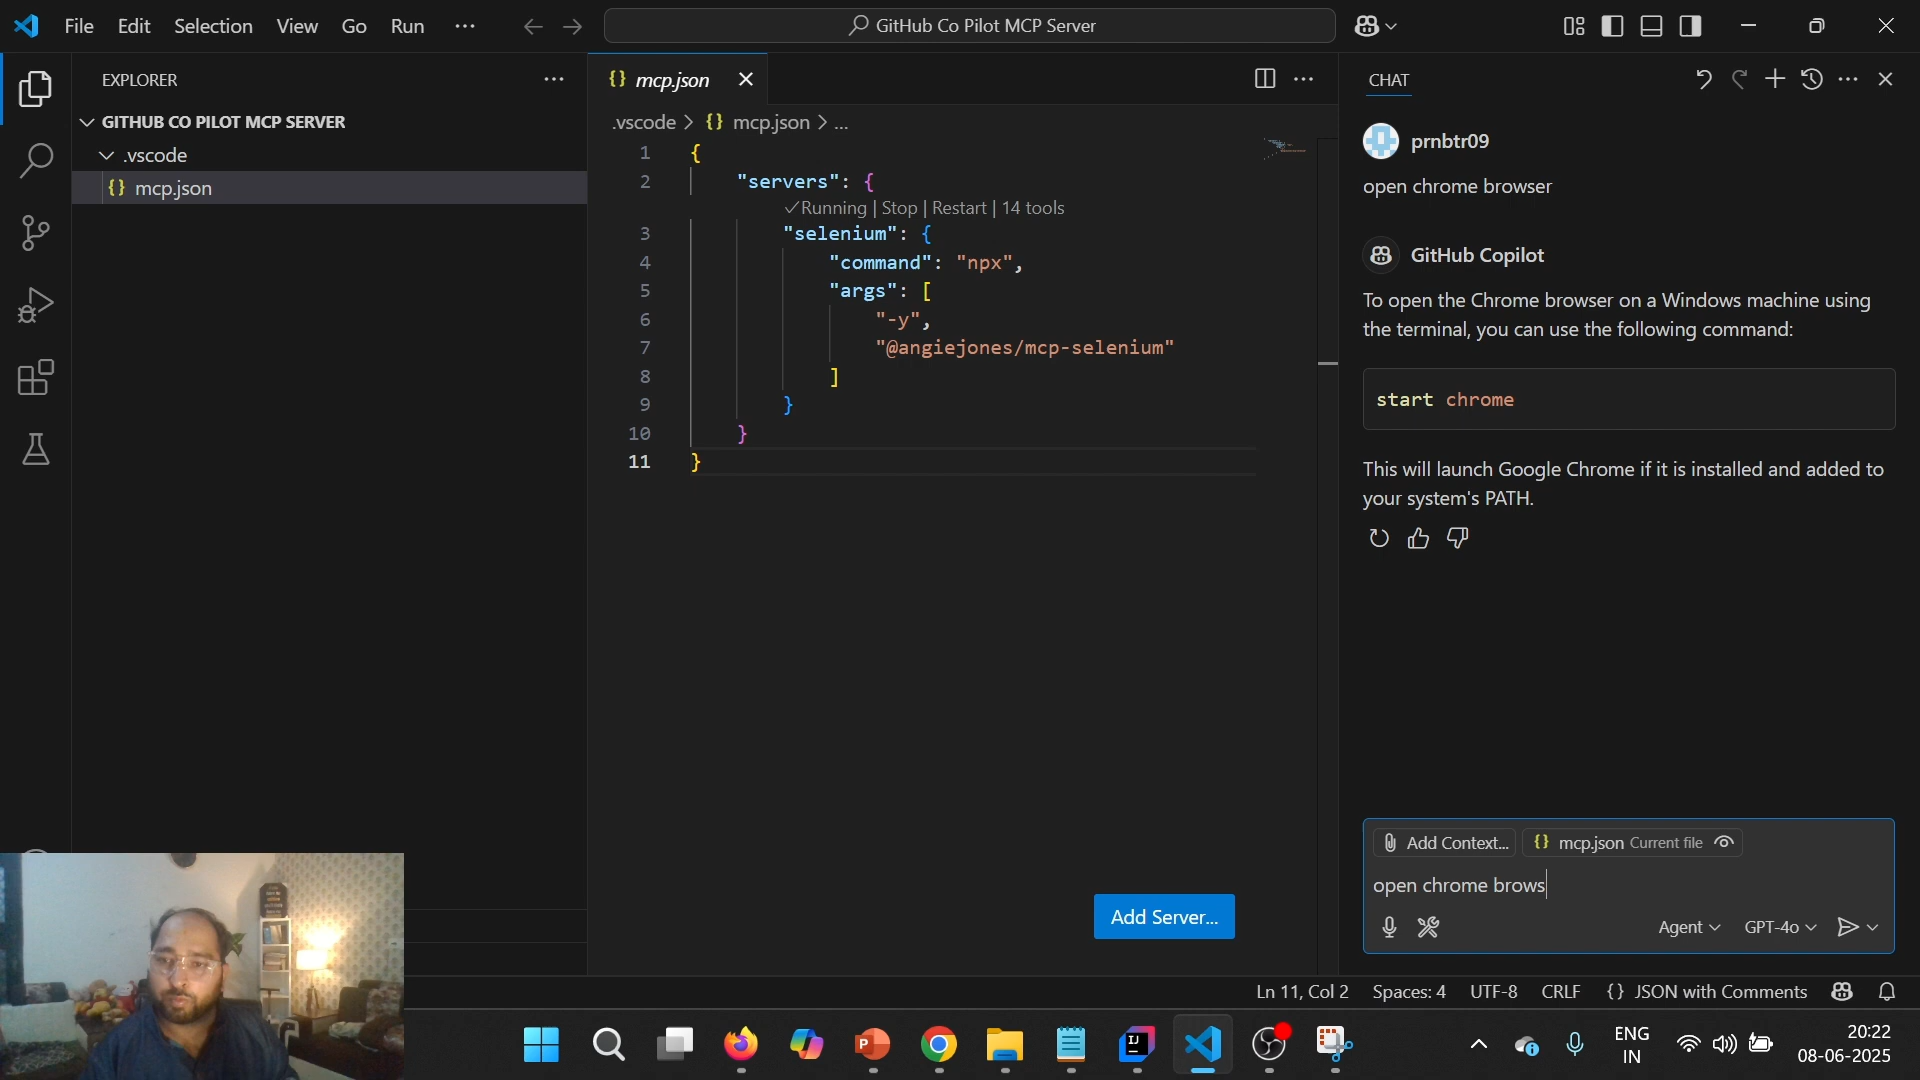 File Edit Selection View Go Run ···
GitHub Co Pilot MCP Server
EXPLORER
GITHUB CO PILOT MCP SERVER
.vscode
{} mcp.json
{} mcp.json
.vscode > {} mcp.json > ...
1 {
2 "servers": {
✓Running | Stop | Restart | 14 tools
3 "selenium": {
4 "command": "npx",
5 "args": [
6 "-y",
7 "@angiejones/mcp-selenium"
8 ]
9 }
10 }
11 }
Add Server...
CHAT
prnbtr09
open chrome browser
GitHub Copilot
To open the Chrome browser on a Windows machine using
the terminal, you can use the following command:
start chrome
This will launch Google Chrome if it is installed and added to
your system's PATH.
Add Context... {} mcp.json Current file
open chrome brows
Agent GPT-4o
Ln 11, Col 2 Spaces: 4 UTF-8 CRLF {} JSON with Comments
ENG
IN
20:22
08-06-2025